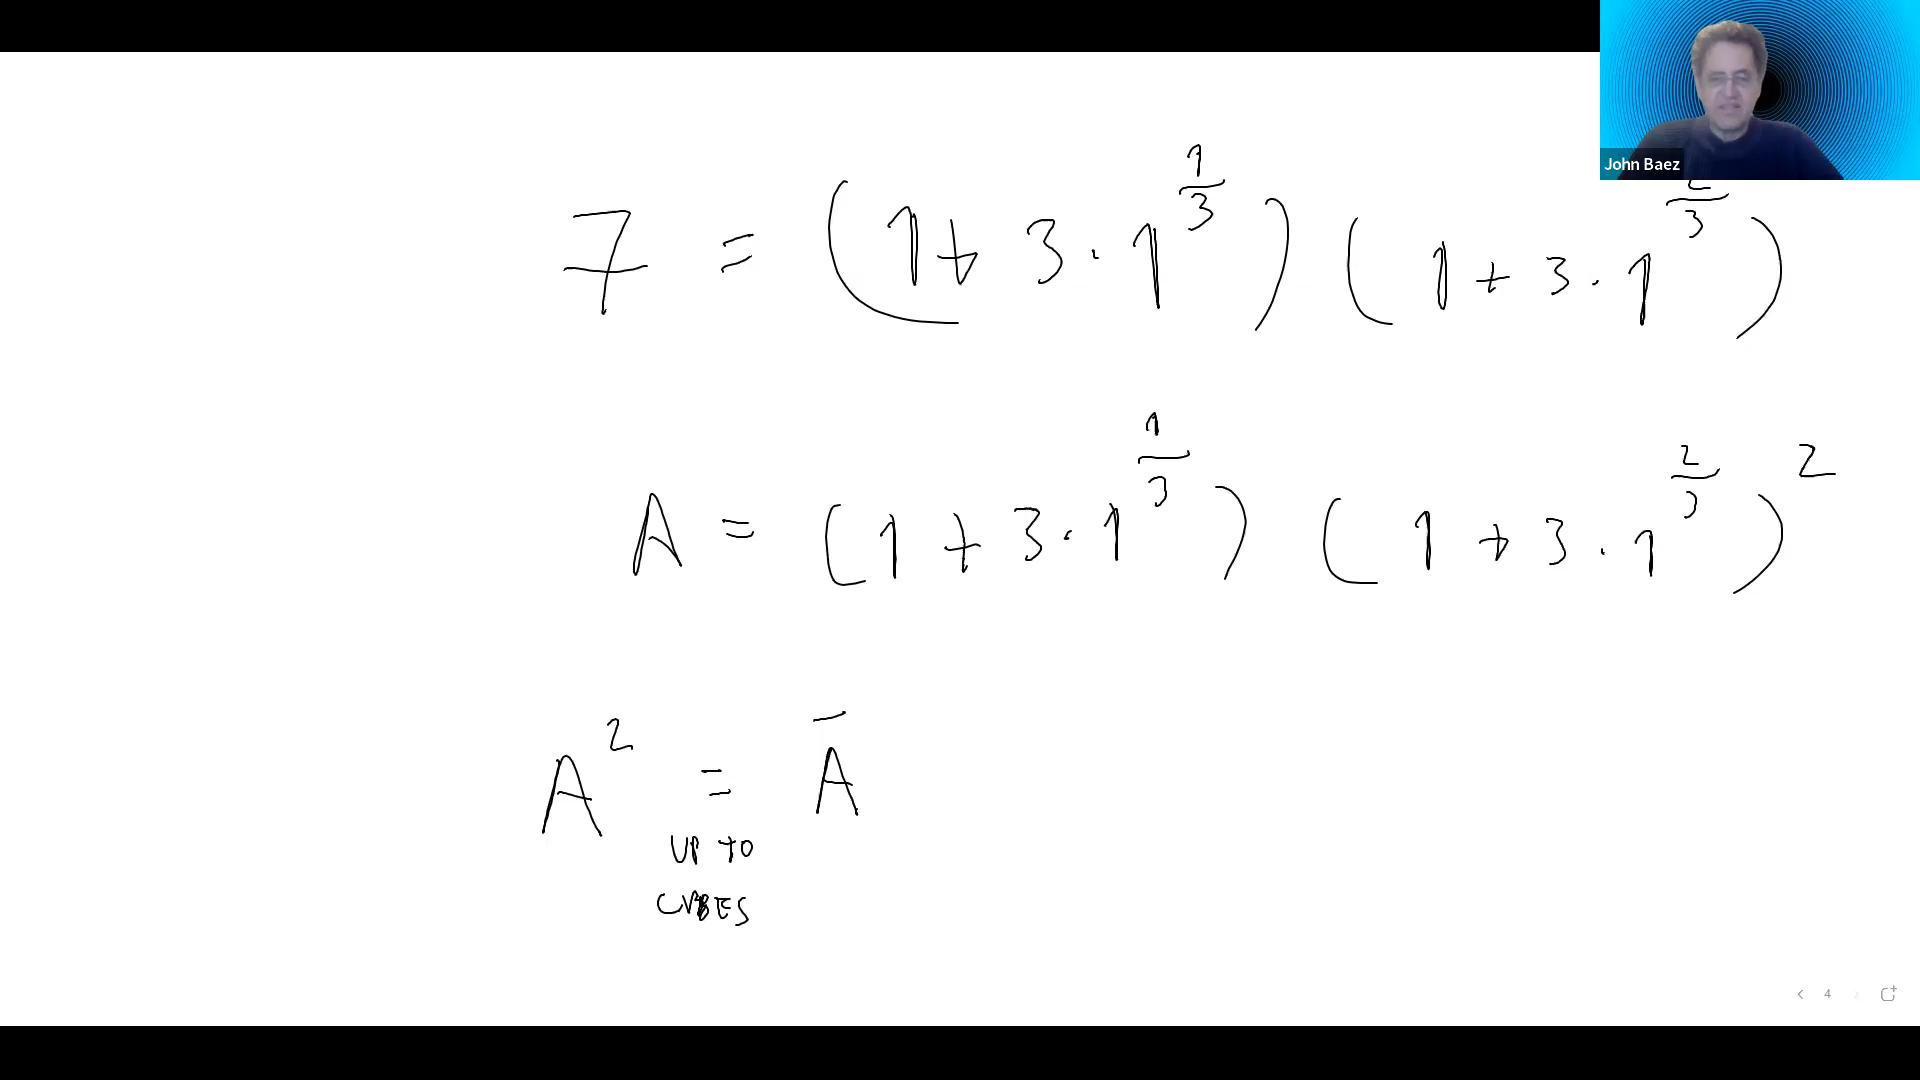 John Baez
7 = (1 + 3 · 1^{1/3}) (1 + 3 · 1^{2/3})
A = (1 + 3 · 1^{1/3}) (1 + 3 · 1^{2/3})^2
A^2 = Ā
UP TO
CUBES
4